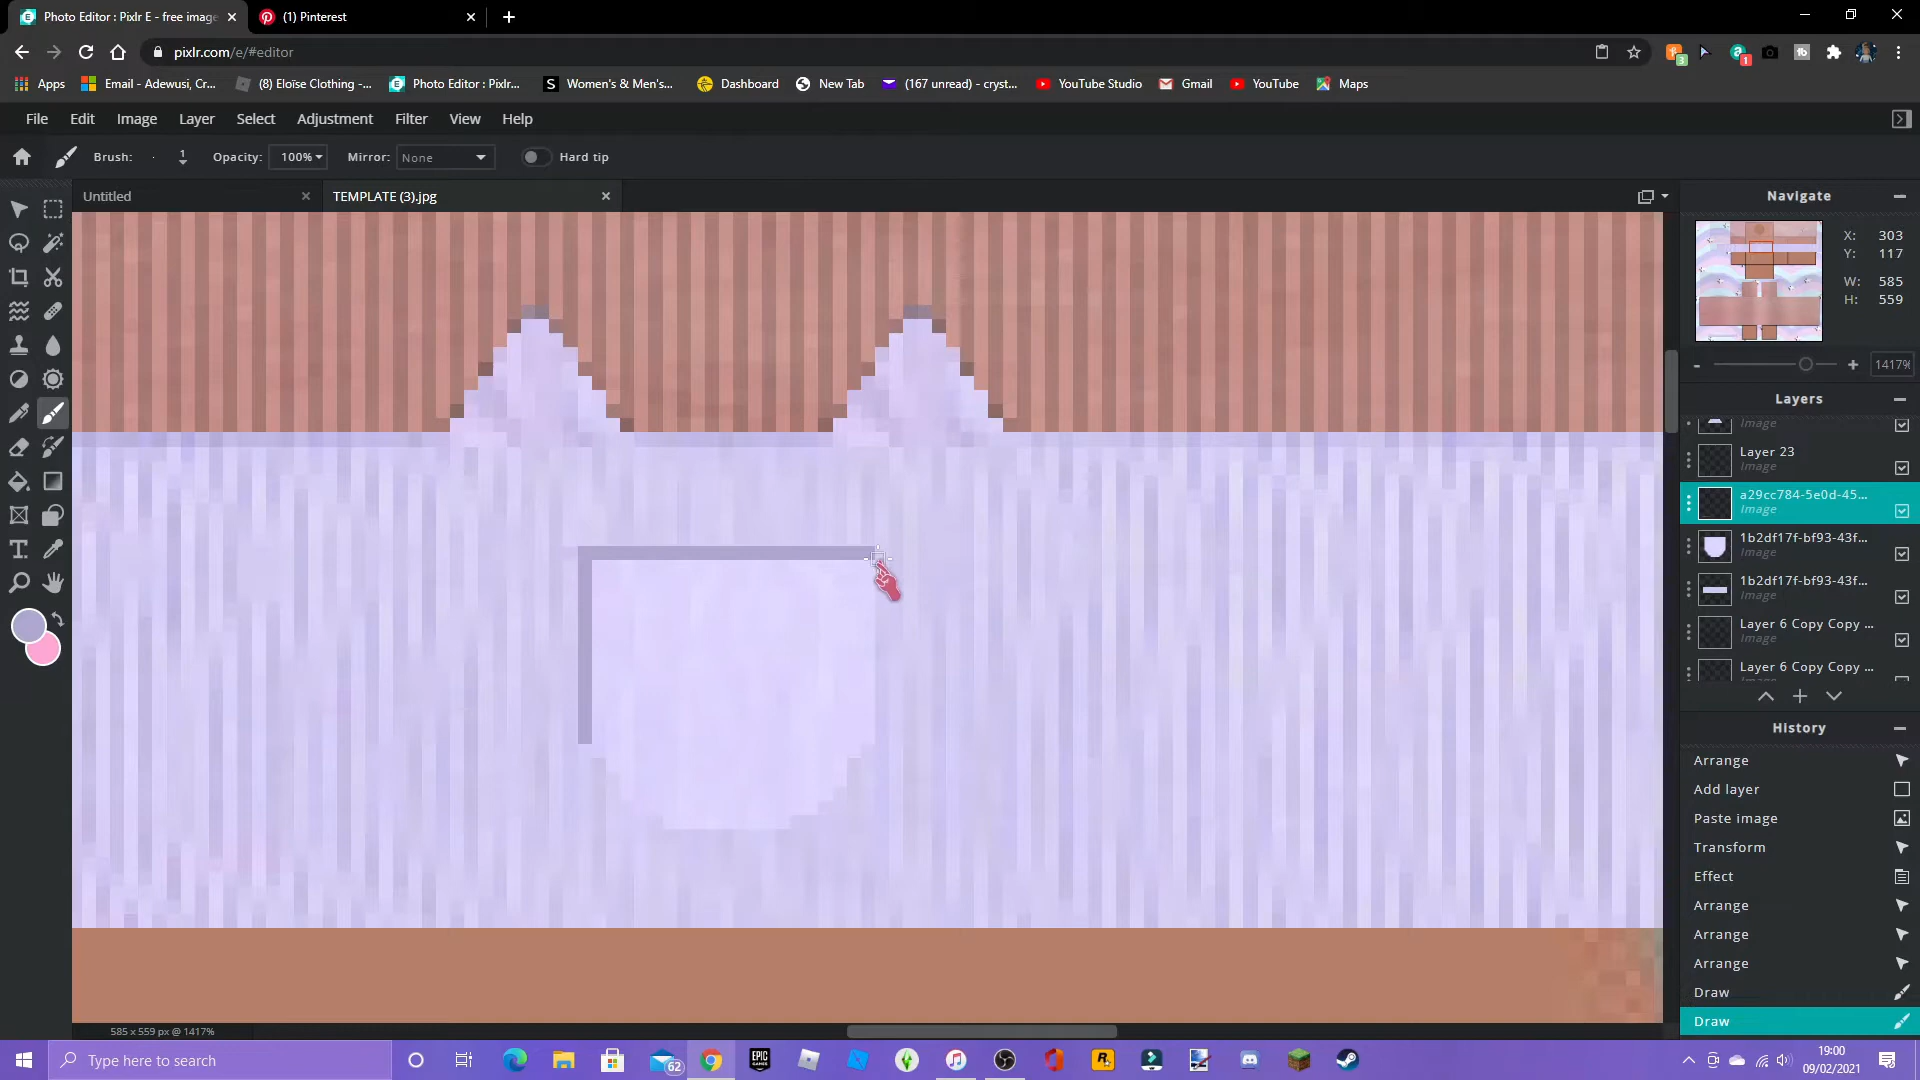 Photo Editor : Pixlr E - free image
(1) Pinterest
pixlr.com/e/#editor
3
1
Apps
Email - Adewusi, Cr...
(8) Eloïse Clothing -...
Photo Editor : Pixlr...
Women's & Men's...
Dashboard
New Tab
(167 unread) - cryst...
YouTube Studio
Gmail
YouTube
Maps
File
Edit
Image
Layer
Select
Adjustment
Filter
View
Help
Brush:
1
Opacity:
100%
Mirror:
None
Hard tip
Untitled
TEMPLATE (3).jpg
Navigate
X: 303
Y: 117
W: 585
H: 559
1417%
Layers
Image
Layer 23
Image
a29cc784-5e0d-45...
Image
1b2df17f-bf93-43f...
Image
1b2df17f-bf93-43f...
Image
Layer 6 Copy Copy ...
Image
Layer 6 Copy Copy ...
History
Arrange
Add layer
Paste image
Transform
Effect
Arrange
Arrange
Arrange
Draw
Draw
585 x 559 px @ 1417%
Type here to search
62
EPIC
GAMES
19:00
09/02/2021